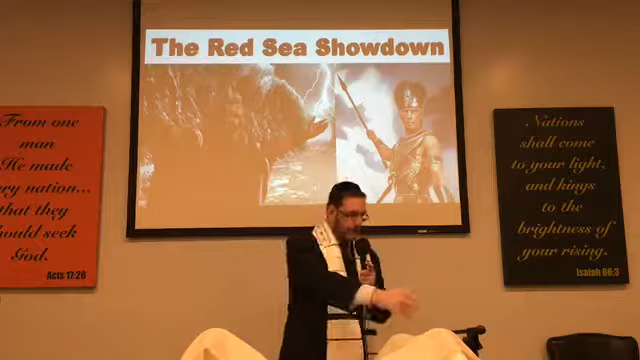 The Red Sea Showdown
From one
man
He made
ry nation...
that they
ould seek
God.
Acts 17:26
Nations
shall come
to your light,
and kings
to the
brightness of
your rising.
Isaiah 60:3